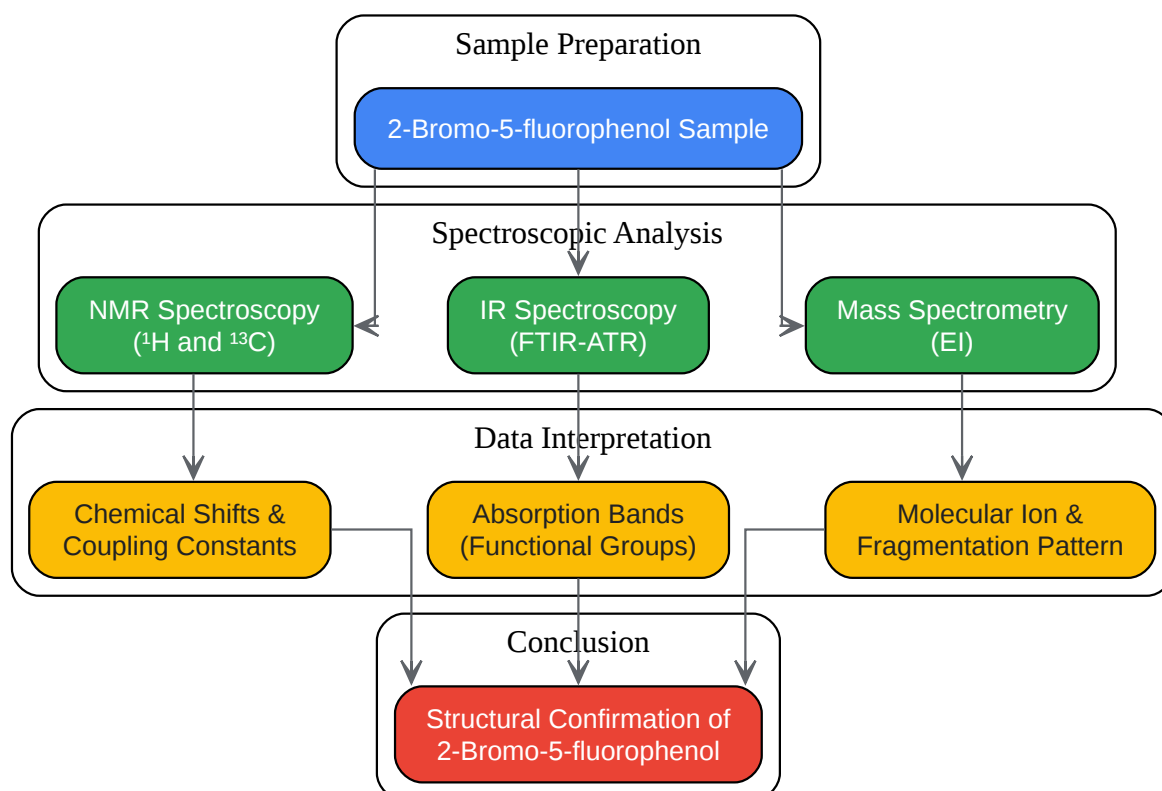 Sample Preparation
2-Bromo-5-fluorophenol Sample
Spectroscopic Analysis
NMR Spectroscopy
(¹H and ¹³C)
IR Spectroscopy
(FTIR-ATR)
Mass Spectrometry
(EI)
Data Interpretation
Chemical Shifts &
Coupling Constants
Absorption Bands
(Functional Groups)
Molecular Ion &
Fragmentation Pattern
Conclusion
Structural Confirmation of
2-Bromo-5-fluorophenol